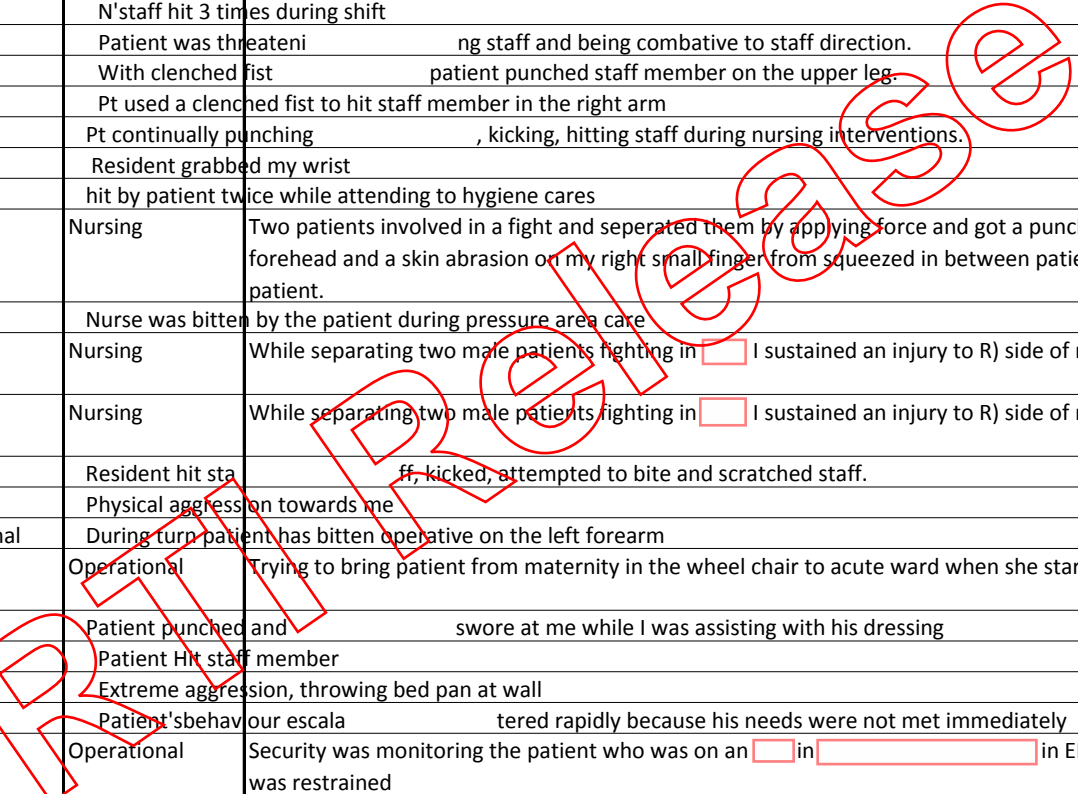 N'staff hit 3 times during shift
Patient was threateni ng staff and being combative to staff direction.
With clenched fist patient punched staff member on the upper leg.
Pt used a clenched fist to hit staff member in the right arm
Pt continually punching , kicking, hitting staff during nursing interventions.
Resident grabbed my wrist
hit by patient twice while attending to hygiene cares
Nursing Two patients involved in a fight and seperated them by applying force and got a punc
forehead and a skin abrasion on my right small finger from squeezed in between patie
patient.
Nurse was bitten by the patient during pressure area care
Nursing While separating two male patients fighting in I sustained an injury to R) side of
Nursing While separating two male patients fighting in I sustained an injury to R) side of
Resident hit sta ff, kicked, attempted to bite and scratched staff.
Physical aggression towards me
nal During turn patient has bitten operative on the left forearm
Operational Trying to bring patient from maternity in the wheel chair to acute ward when she star
Patient punched and swore at me while I was assisting with his dressing
Patient Hit staff member
Extreme aggression, throwing bed pan at wall
Patient'sbehaviour escala tered rapidly because his needs were not met immediately
Operational Security was monitoring the patient who was on an in in E
was restrained
RTI Release